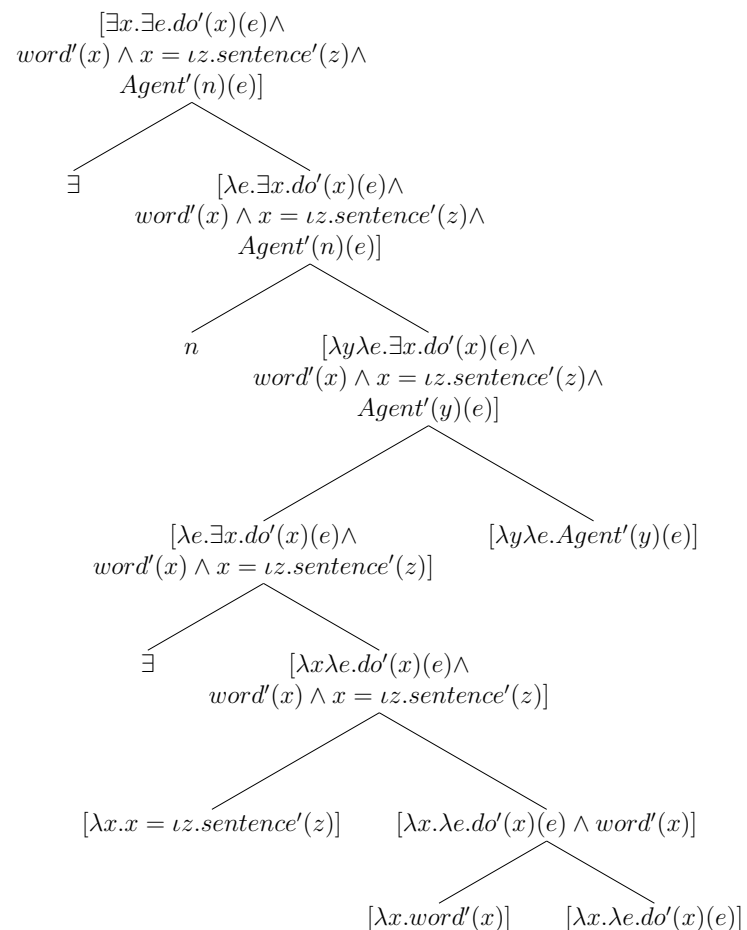 [∃x.∃e.do′(x)(e)∧
word′(x) ∧ x = ιz.sentence′(z)∧
Agent′(n)(e)]
∃
[λe.∃x.do′(x)(e)∧
word′(x) ∧ x = ιz.sentence′(z)∧
Agent′(n)(e)]
n
[λyλe.∃x.do′(x)(e)∧
word′(x) ∧ x = ιz.sentence′(z)∧
Agent′(y)(e)]
[λe.∃x.do′(x)(e)∧
word′(x) ∧ x = ιz.sentence′(z)]
[λyλe.Agent′(y)(e)]
∃
[λxλe.do′(x)(e)∧
word′(x) ∧ x = ιz.sentence′(z)]
[λx.x = ιz.sentence′(z)]
[λx.λe.do′(x)(e) ∧ word′(x)]
[λx.word′(x)]
[λx.λe.do′(x)(e)]